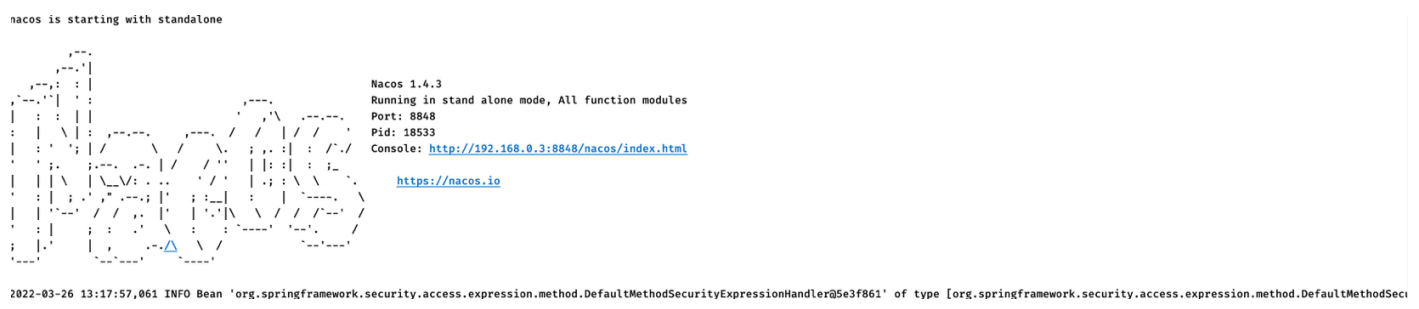 nacos is starting with standalone
Nacos 1.4.3
Running in stand alone mode, All function modules
Port: 8848
Pid: 18533
Console: http://192.168.0.3:8848/nacos/index.html
https://nacos.io
2022-03-26 13:17:57,061 INFO Bean 'org.springframework.security.access.expression.method.DefaultMethodSecurityExpressionHandler@5e3f861' of type [org.springframework.security.access.expression.method.DefaultMethodSecu